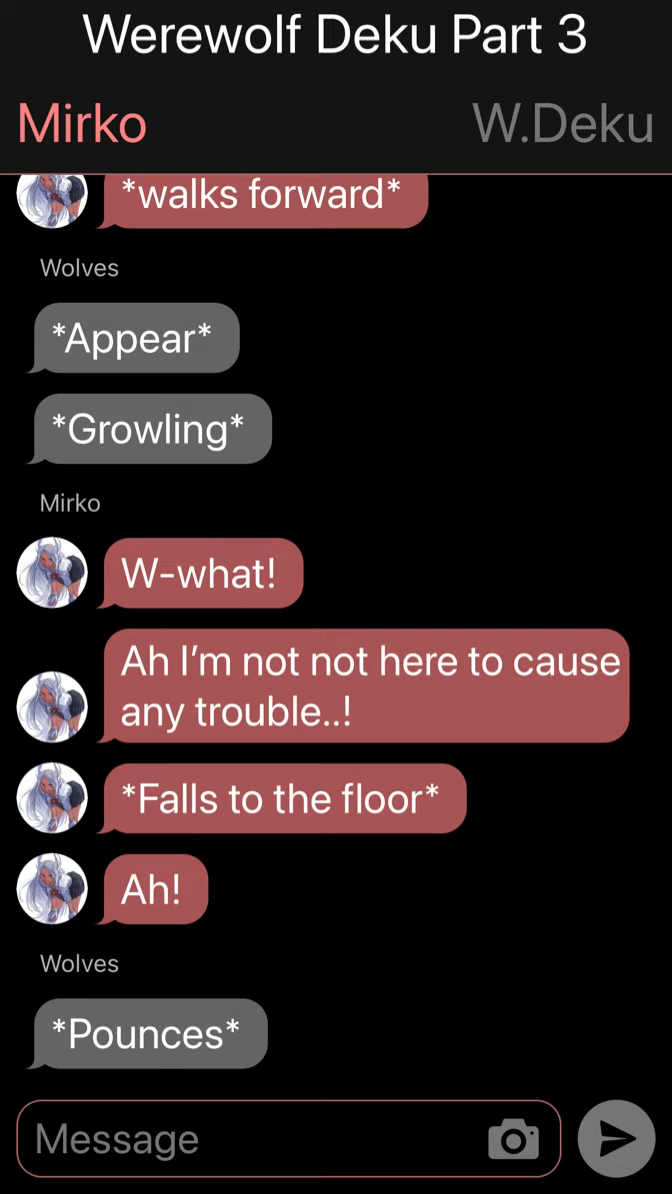 Werewolf Deku Part 3
Mirko
W.Deku
*walks forward*
Wolves
*Appear*
*Growling*
Mirko
W-what!
Ah I’m not not here to cause
any trouble..!
*Falls to the floor*
Ah!
Wolves
*Pounces*
Message